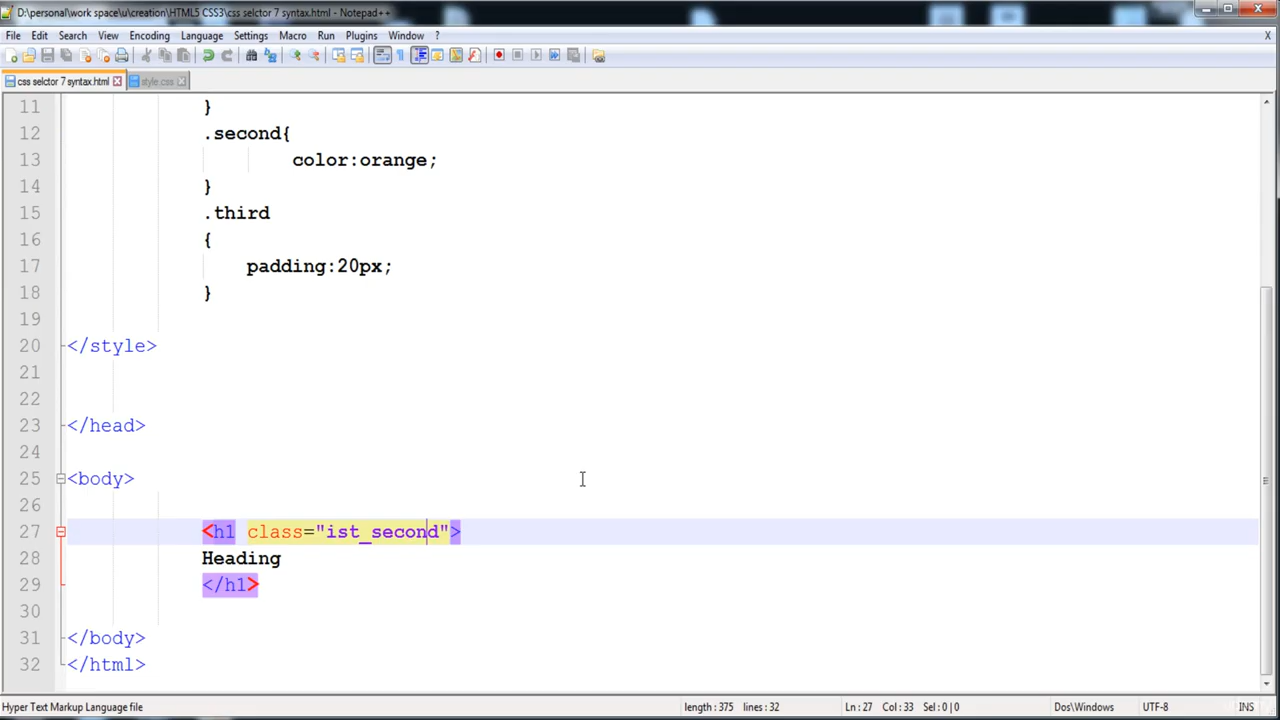 D:\personal\work space\u\creation\HTML5 CSS3\css selctor 7 syntax.html - Notepad++
File Edit Search View Encoding Language Settings Macro Run Plugins Window ? X
css selctor 7 syntax.html style.css
11 }
12 .second{
13 color:orange;
14 }
15 .third
16 {
17 padding:20px;
18 }
19
20 </style>
21
22
23 </head>
24
25 <body>
26
27 <h1 class="ist_second">
28 Heading
29 </h1>
30
31 </body>
32 </html>
Hyper Text Markup Language file length : 375 lines : 32 Ln : 27 Col : 33 Sel : 0 | 0 Dos\Windows UTF-8 INS